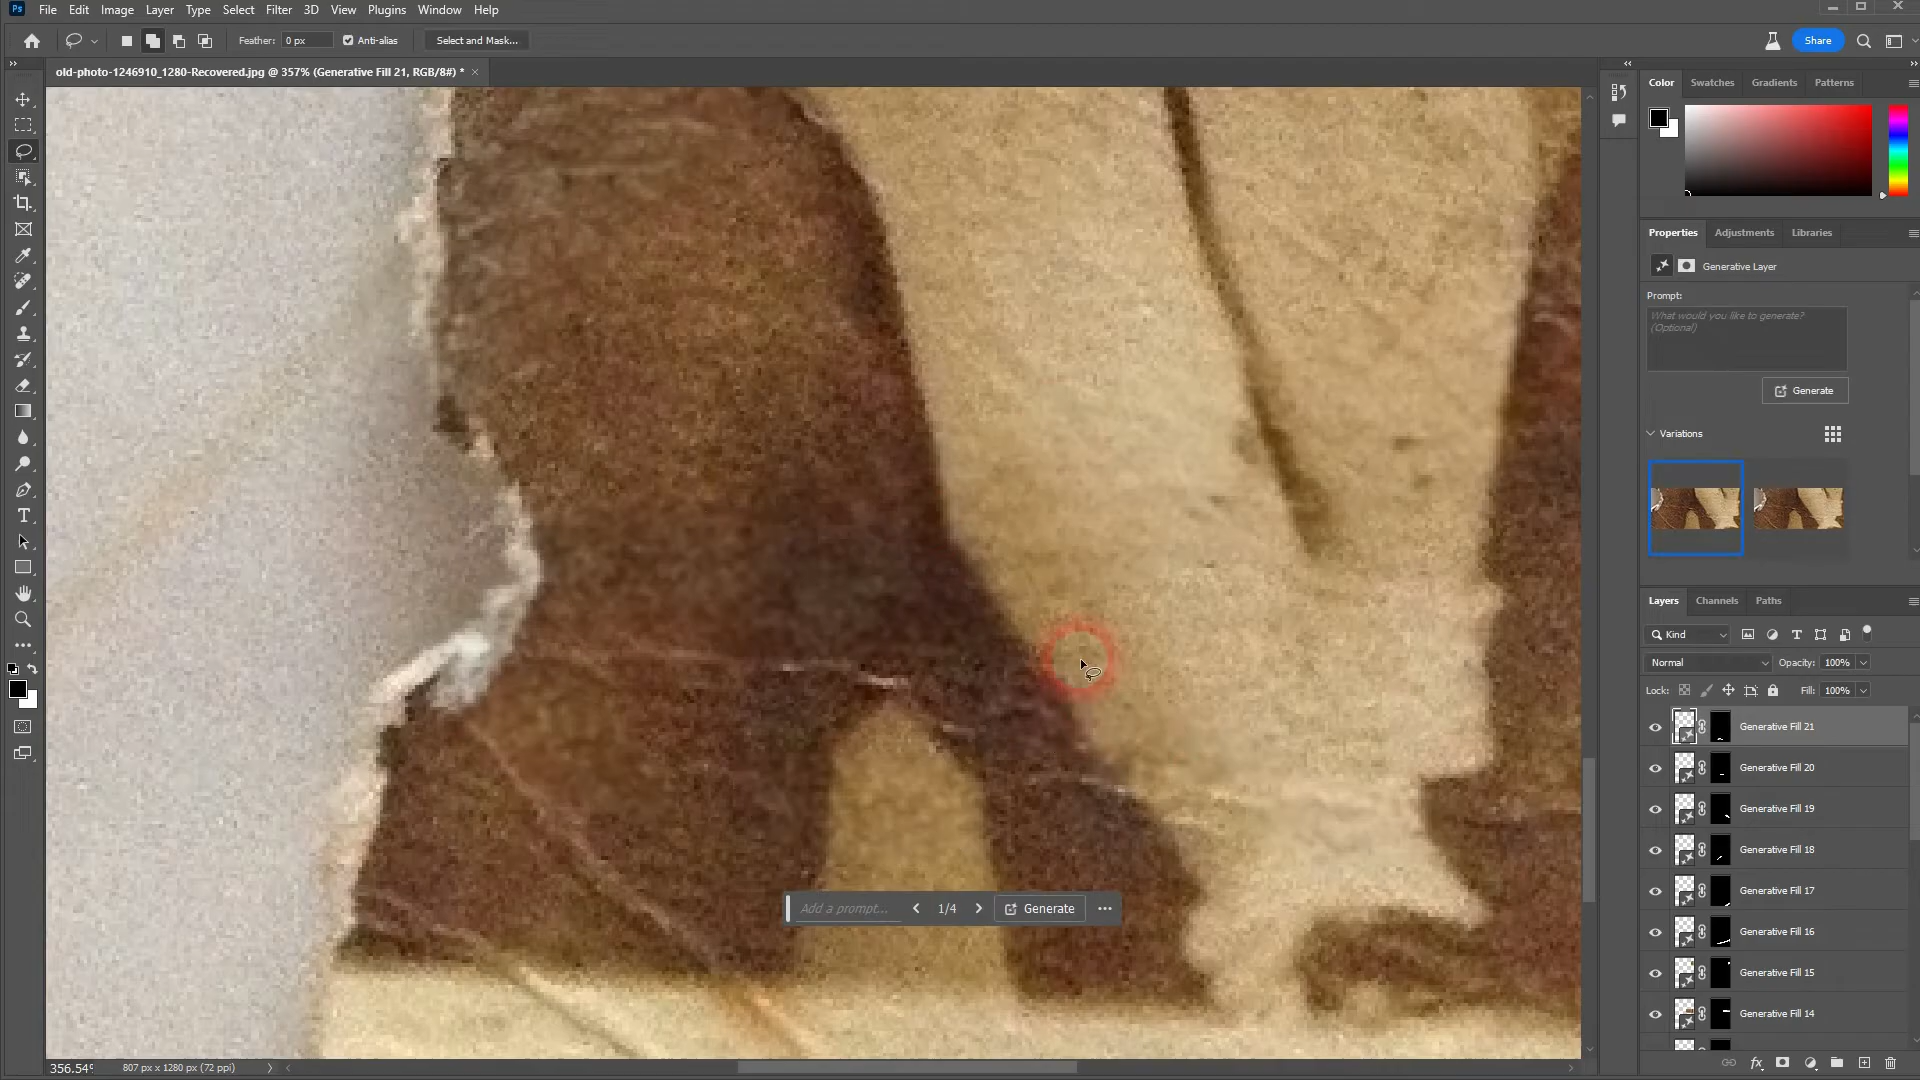 Ps File Edit Image Layer Type Select Filter 3D View Plugins Window Help
Feather: 0 px Anti-alias Select and Mask... Share
old-photo-1246910_1280-Recovered.jpg @ 357% (Generative Fill 21, RGB/8#) *
Color Swatches Gradients Patterns
Properties Adjustments Libraries
Generative Layer
Prompt:
What would you like to generate?
(Optional)
Generate
Variations
Layers Channels Paths
Kind
Normal Opacity: 100%
Lock: Fill: 100%
Generative Fill 21
Generative Fill 20
Generative Fill 19
Generative Fill 18
Generative Fill 17
Generative Fill 16
Generative Fill 15
Generative Fill 14
Add a prompt... 1/4 Generate
356.54% 807 px x 1280 px (72 ppi)